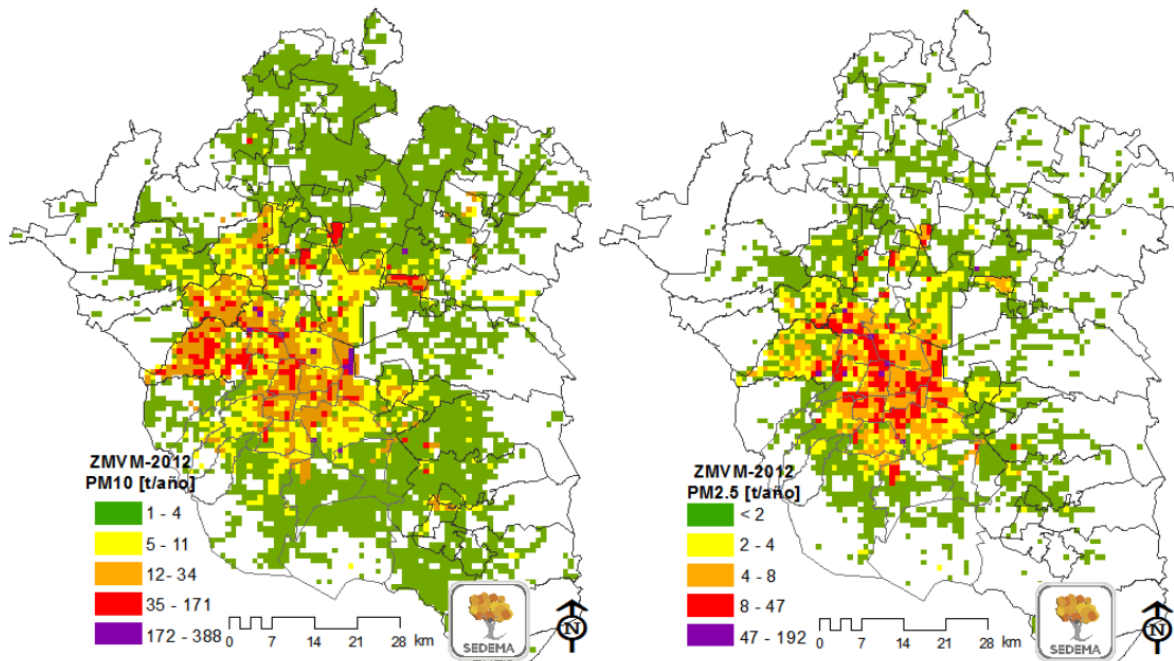 ZMVM-2012
PM10 [t/año]
1 - 4
5 - 11
12 - 34
35 - 171
172 - 388
0 7 14 21 28 km
SEDEMA
N
ZMVM-2012
PM2.5 [t/año]
< 2
2 - 4
4 - 8
8 - 47
47 - 192
0 7 14 21 28 km
SEDEMA
N